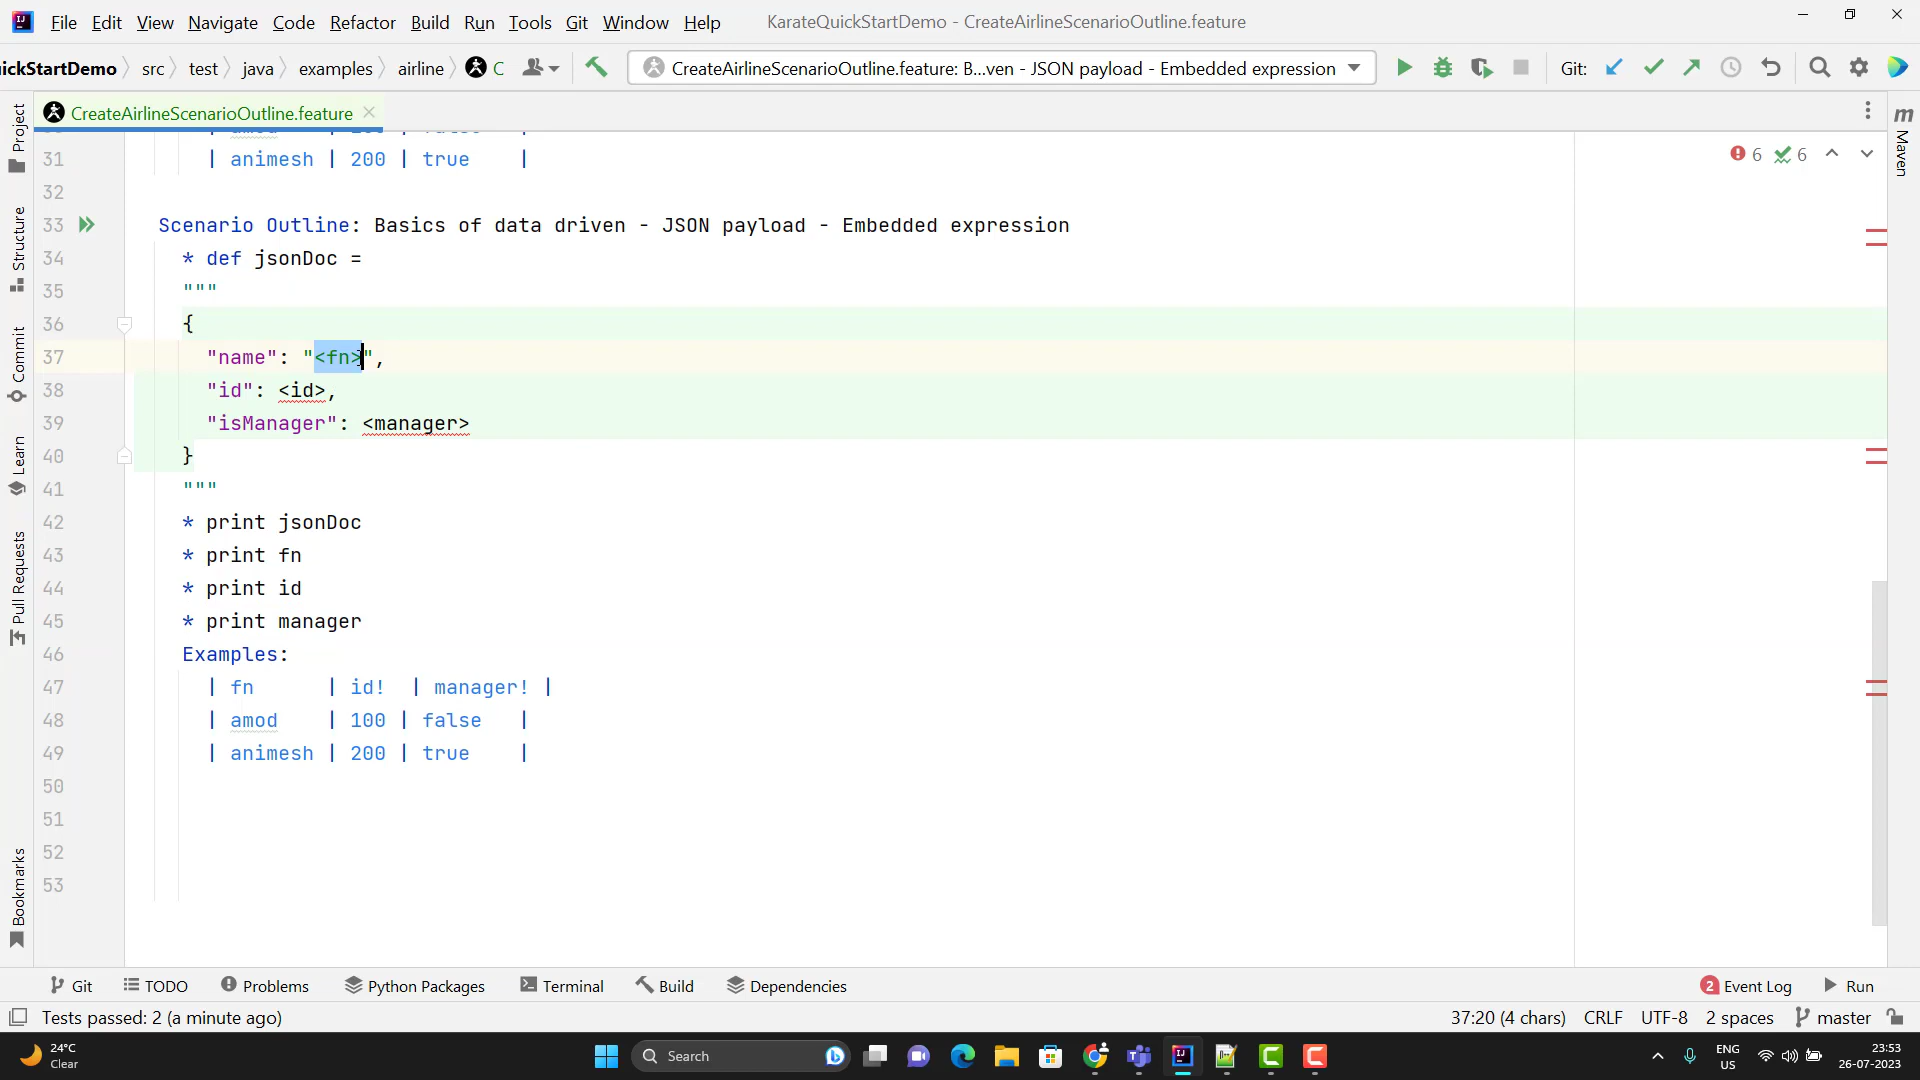 File Edit View Navigate Code Refactor Build Run Tools Git Window Help KarateQuickStartDemo - CreateAirlineScenarioOutline.feature
ickStartDemo src test java examples airline C CreateAirlineScenarioOutline.feature: B...ven - JSON payload - Embedded expression Git:
CreateAirlineScenarioOutline.feature
31 | animesh | 200 | true |
6 6
32
33 Scenario Outline: Basics of data driven - JSON payload - Embedded expression
34 * def jsonDoc =
35 """
36 {
37 "name": "<fn>",
38 "id": <id>,
39 "isManager": <manager>
40 }
41 """
42 * print jsonDoc
43 * print fn
44 * print id
45 * print manager
46 Examples:
47 | fn | id! | manager! |
48 | amod | 100 | false |
49 | animesh | 200 | true |
50
51
52
53
Project
Structure
Commit
Learn
Pull Requests
Bookmarks
m
Maven
Git TODO Problems Python Packages Terminal Build Dependencies 2 Event Log Run
Tests passed: 2 (a minute ago) 37:20 (4 chars) CRLF UTF-8 2 spaces master
24°C
Clear
Search
ENG
US
23:53
26-07-2023